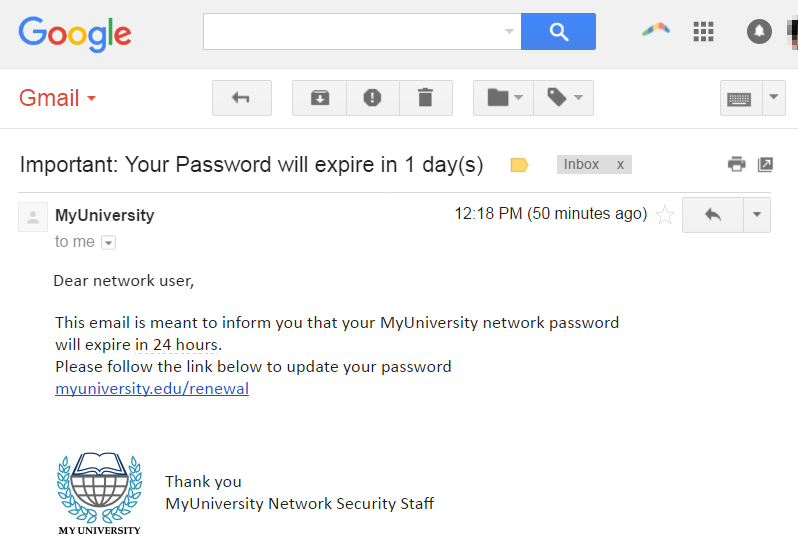 Google
Gmail
Important: Your Password will expire in 1 day(s)
Inbox x
MyUniversity
12:18 PM (50 minutes ago)
to me
Dear network user,
This email is meant to inform you that your MyUniversity network password
will expire in 24 hours.
Please follow the link below to update your password
myuniversity.edu/renewal
Thank you
MyUniversity Network Security Staff
MY UNIVERSITY